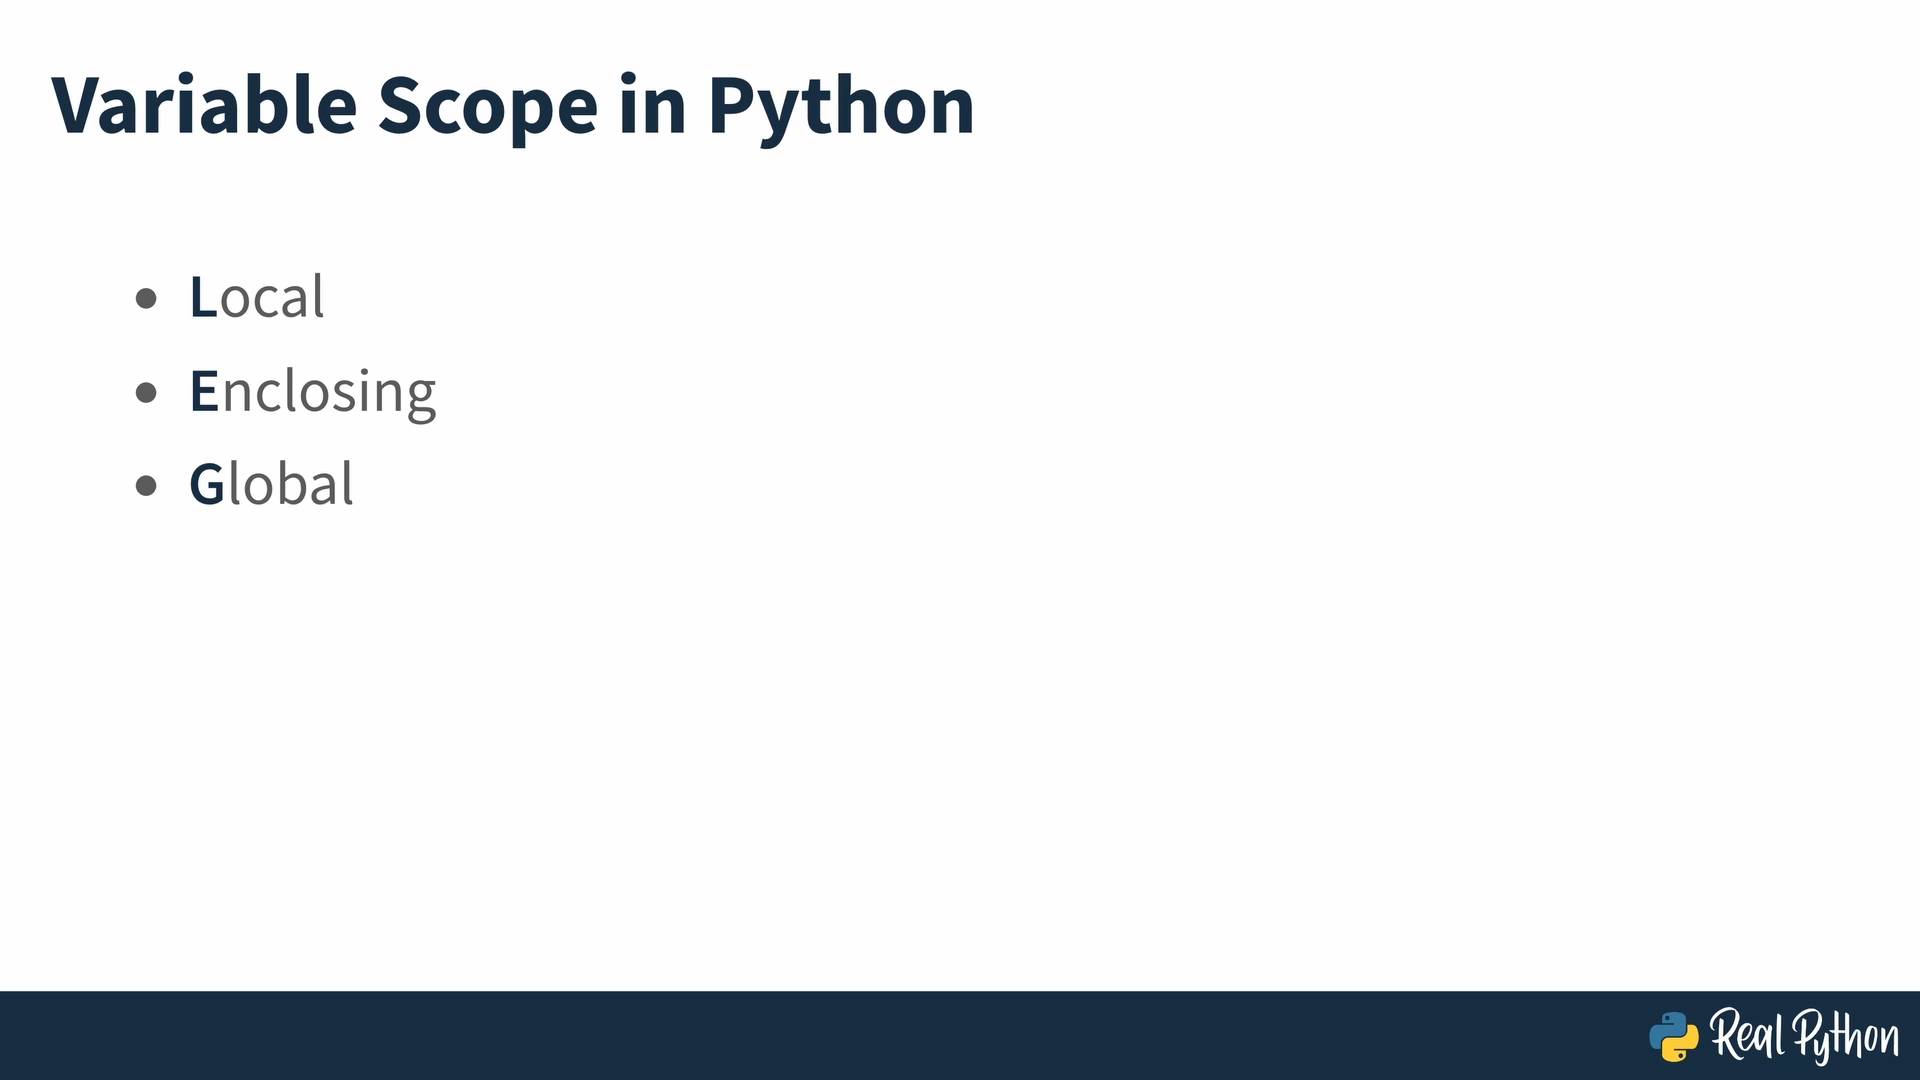 Variable Scope in Python
• Local
• Enclosing
• Global
Real Python